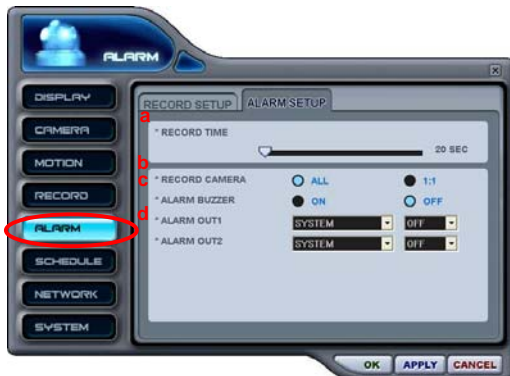 ALARM
DISPLAY
CAMERA
MOTION
RECORD
ALARM
SCHEDULE
NETWORK
SYSTEM
RECORD SETUP ALARM SETUP
a
* RECORD TIME
20 SEC
b
c * RECORD CAMERA ALL 1:1
* ALARM BUZZER ON OFF
d * ALARM OUT1 SYSTEM OFF
* ALARM OUT2 SYSTEM OFF
OK APPLY CANCEL